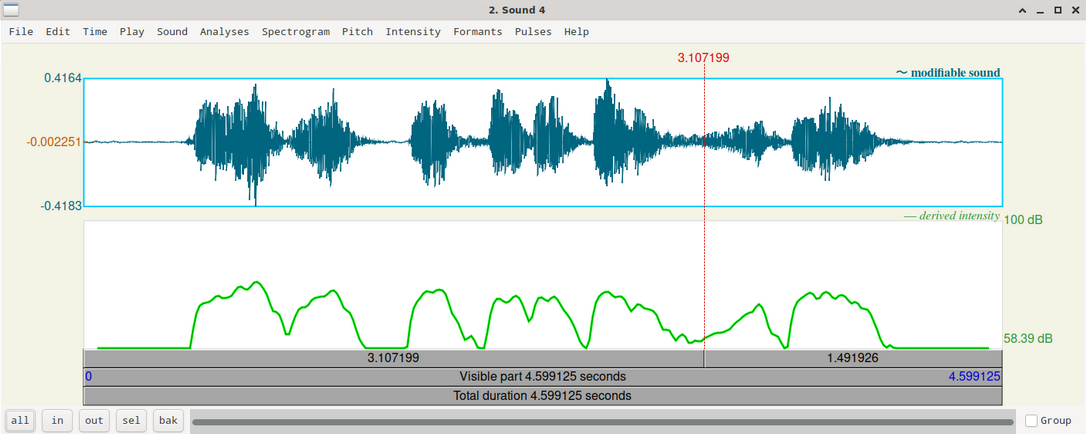 2. Sound 4
File Edit Time Play Sound Analyses Spectrogram Pitch Intensity Formants Pulses Help
3.107199
0.4164
〜 modifiable sound
-0.002251
-0.4183
— derived intensity
100 dB
58.39 dB
3.107199 1.491926
0 Visible part 4.599125 seconds 4.599125
Total duration 4.599125 seconds
all in out sel bak Group